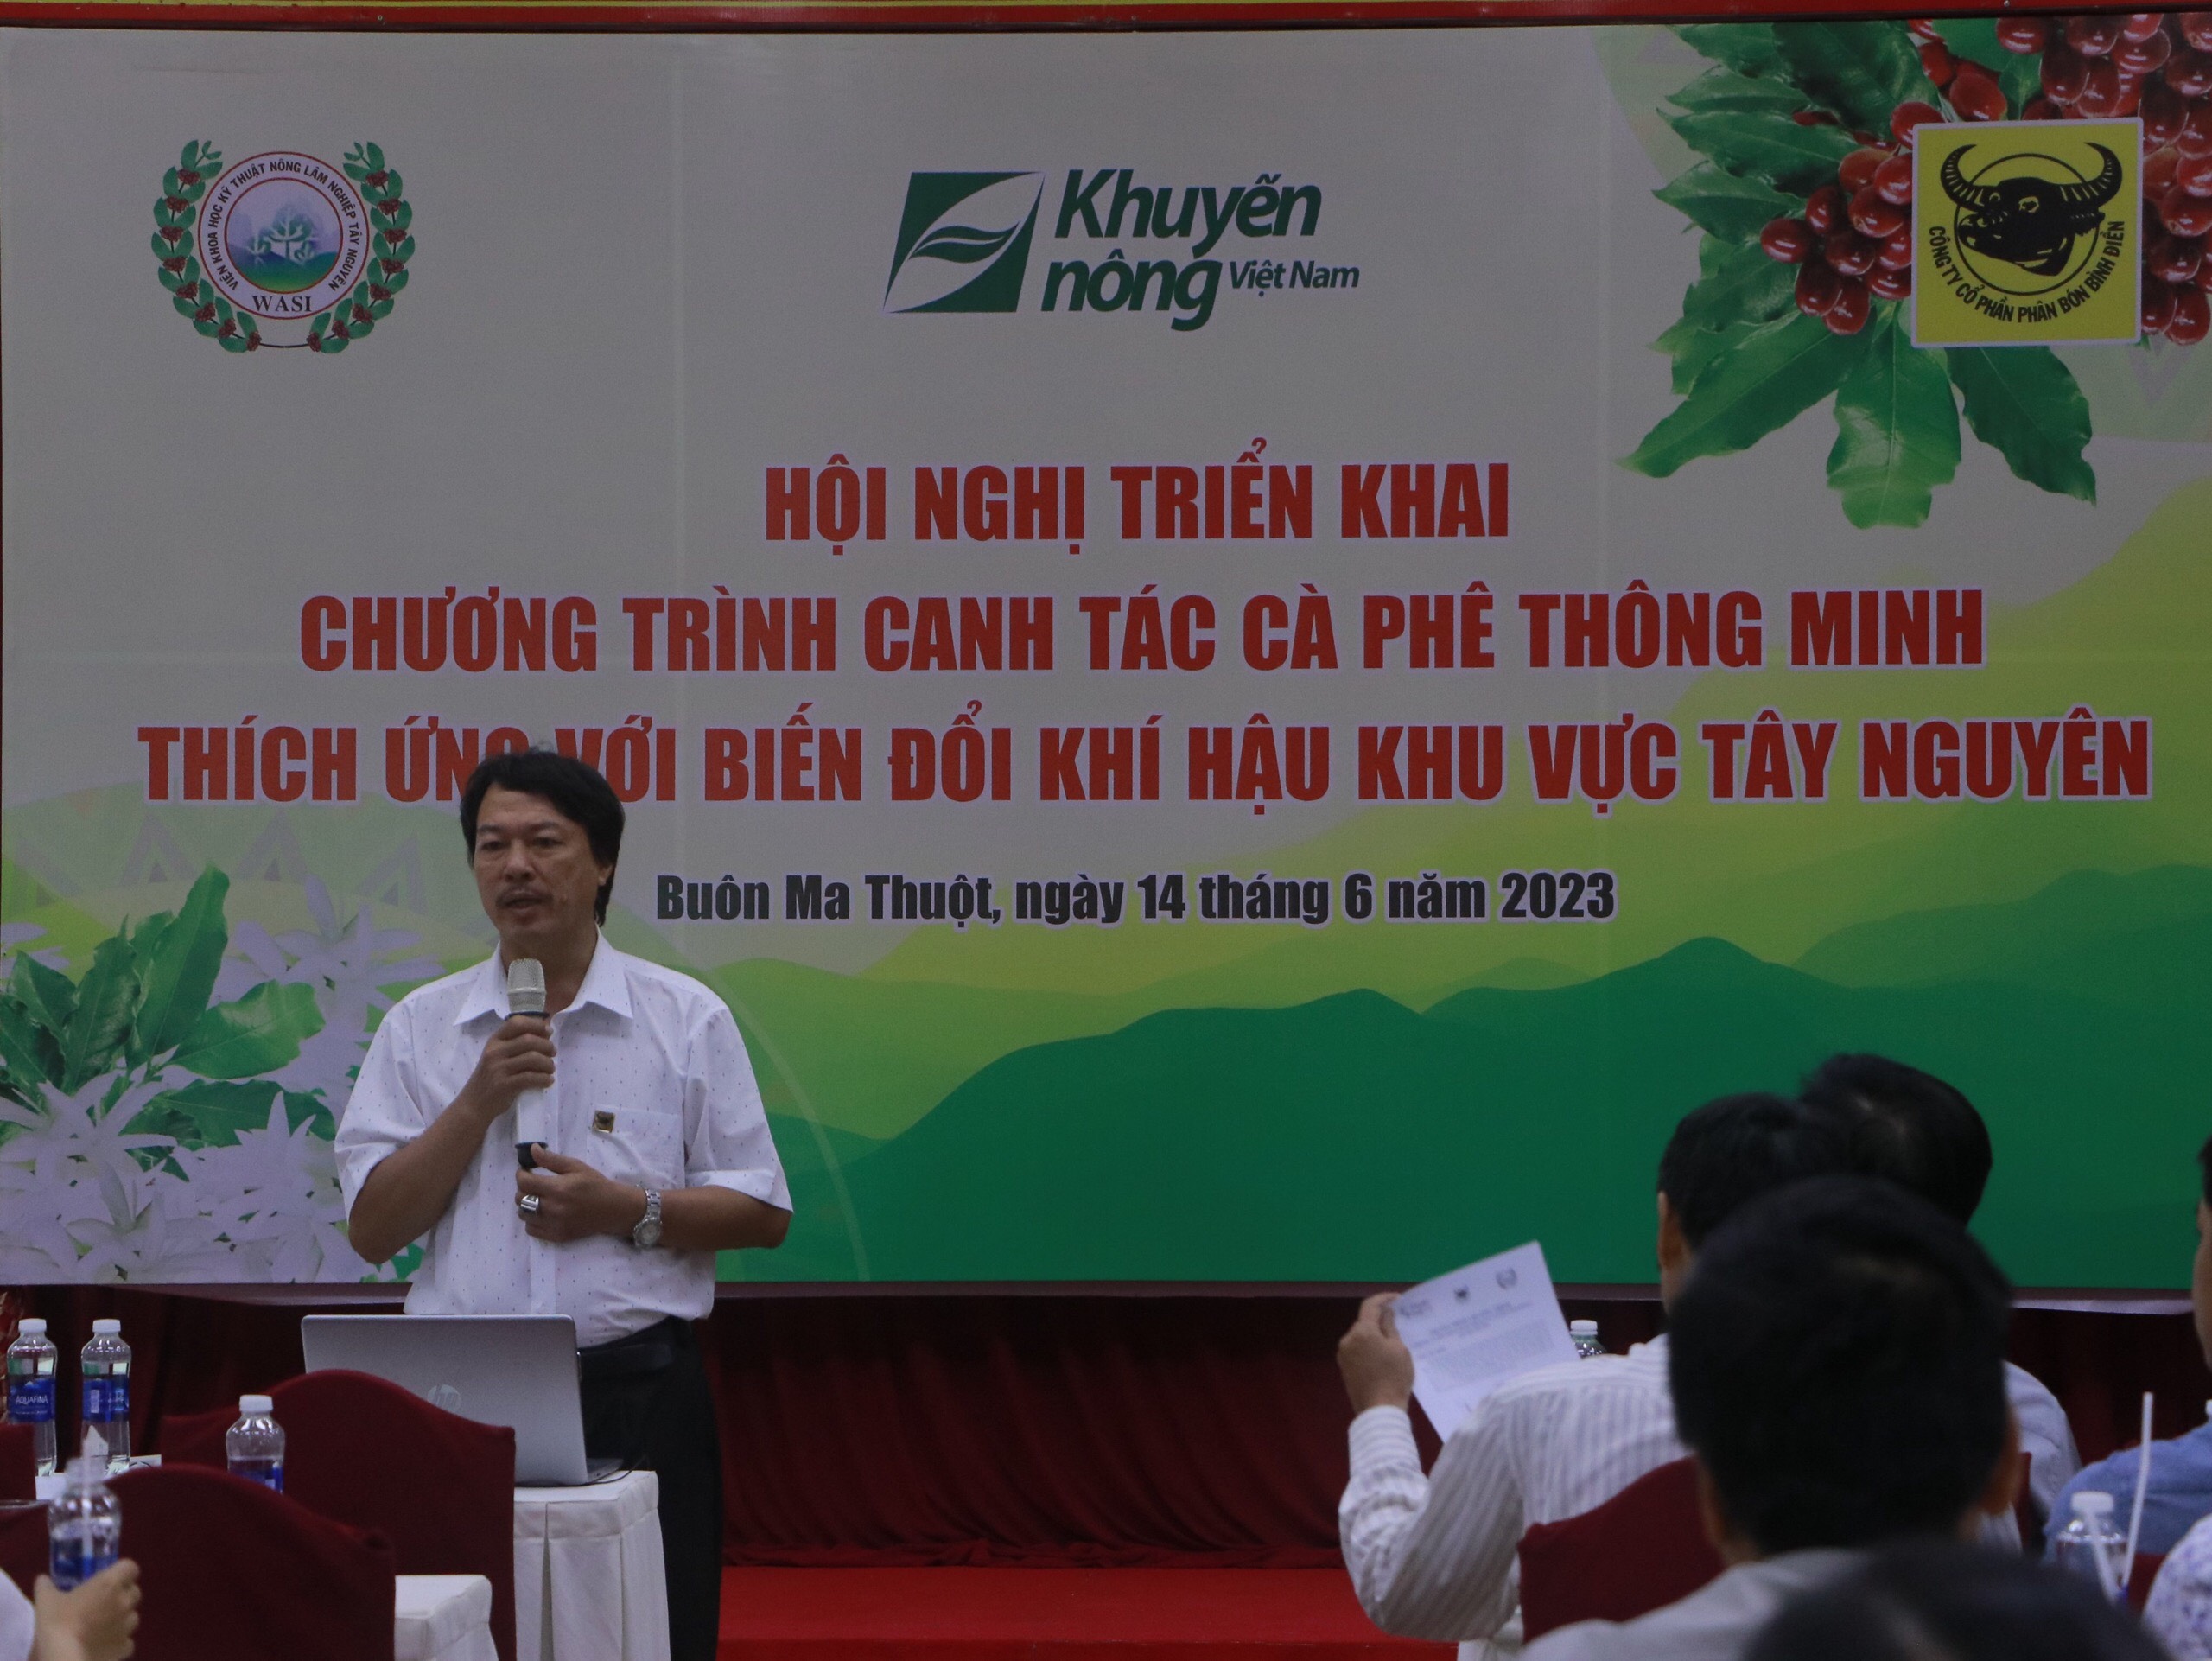 VIỆN KHOA HỌC KỸ THUẬT NÔNG LÂM NGHIỆP TÂY NGUYÊN
WASI
Khuyến
nông Việt Nam
CÔNG TY CỔ PHẦN PHÂN BÓN BÌNH ĐIỀN
HỘI NGHỊ TRIỂN KHAI
CHƯƠNG TRÌNH CANH TÁC CÀ PHÊ THÔNG MINH
THÍCH ỨNG VỚI BIẾN ĐỔI KHÍ HẬU KHU VỰC TÂY NGUYÊN
Buôn Ma Thuột, ngày 14 tháng 6 năm 2023
AQUAFINA
hp